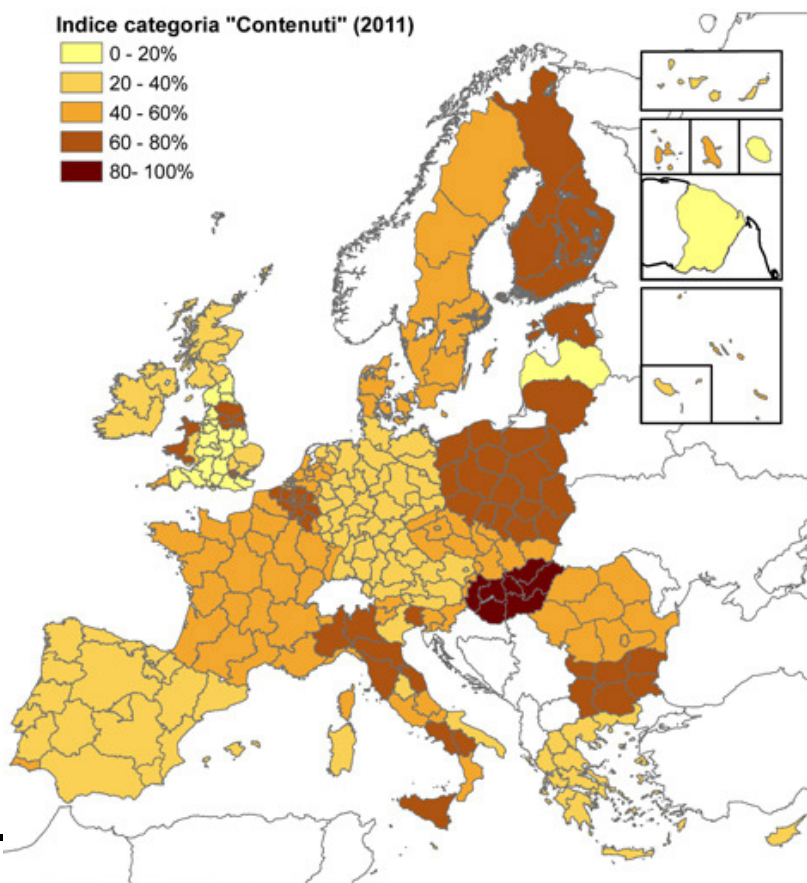 Indice categoria "Contenuti" (2011)
0 - 20%
20 - 40%
40 - 60%
60 - 80%
80- 100%